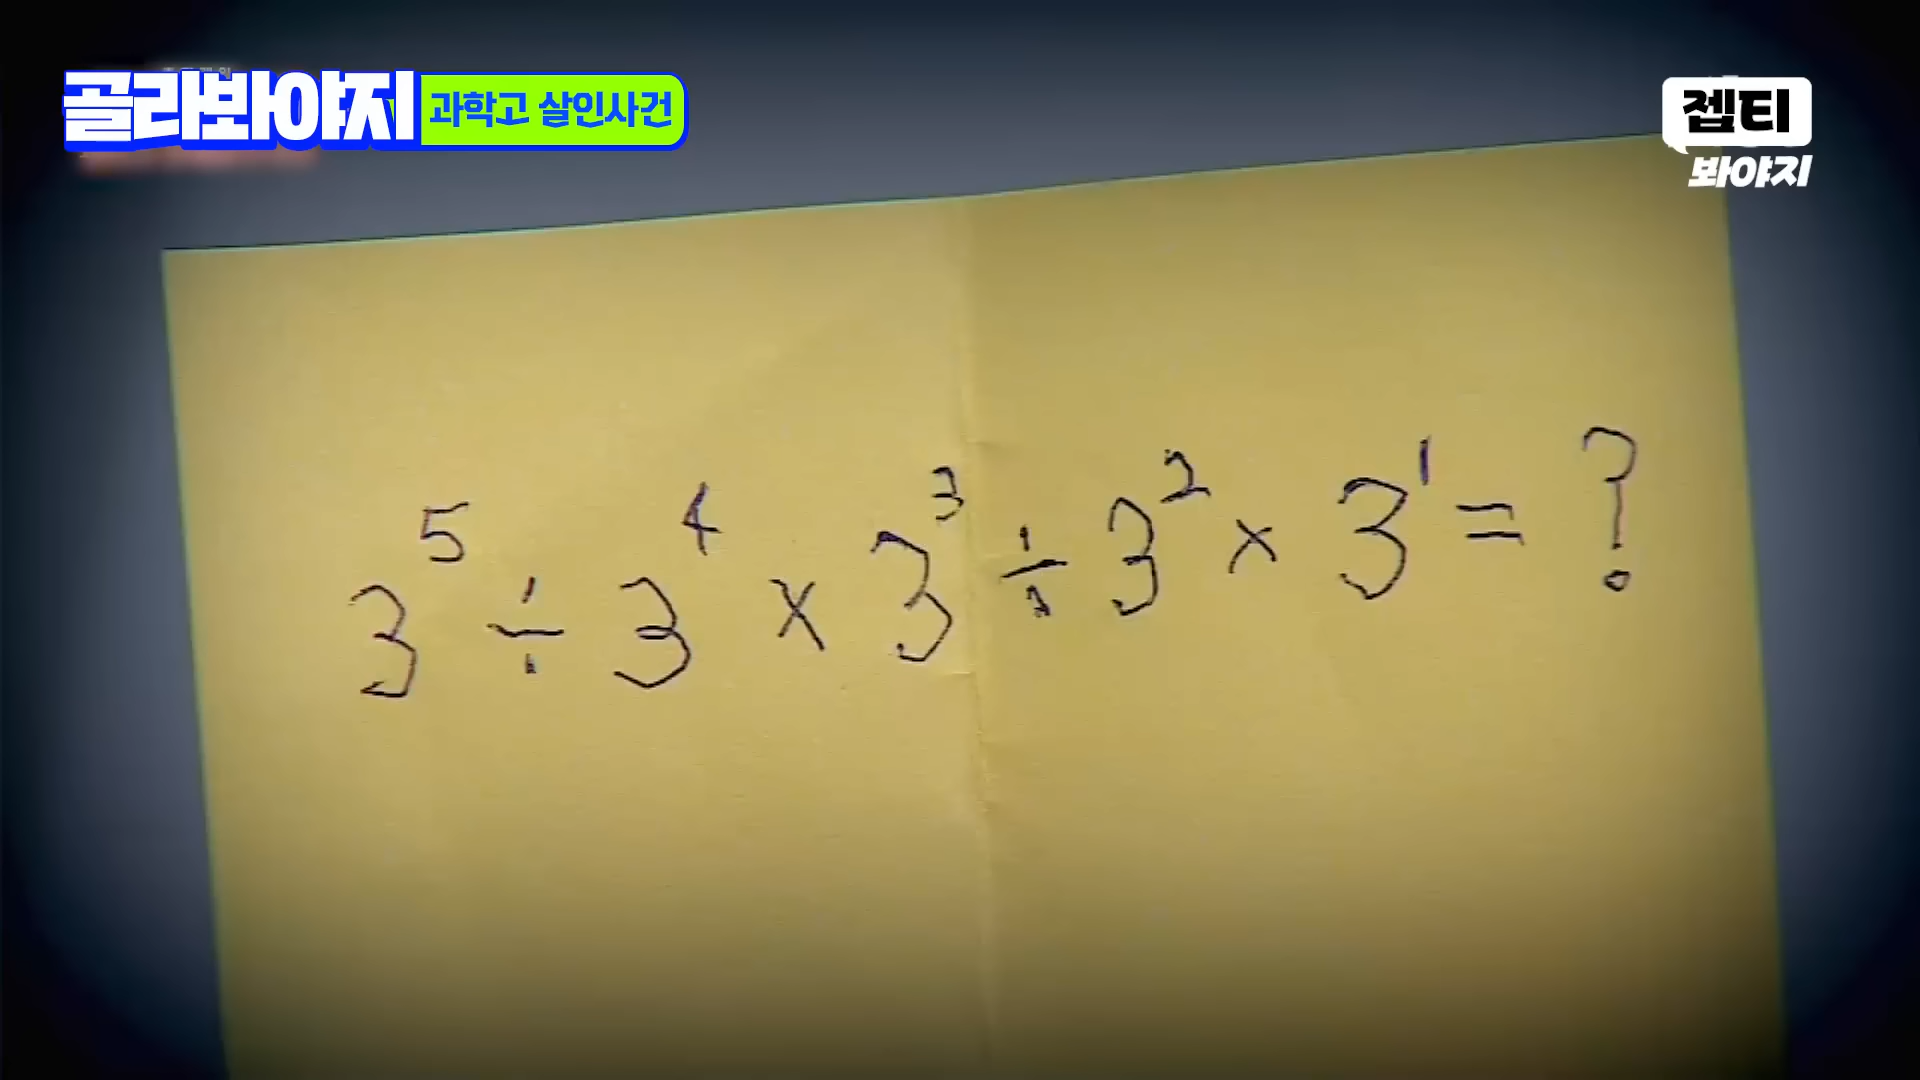 골라봐야지 과학고 살인사건
젭티
봐야지
3⁵ ÷ 3⁴ × 3³ ÷ 3² × 3¹ = ?